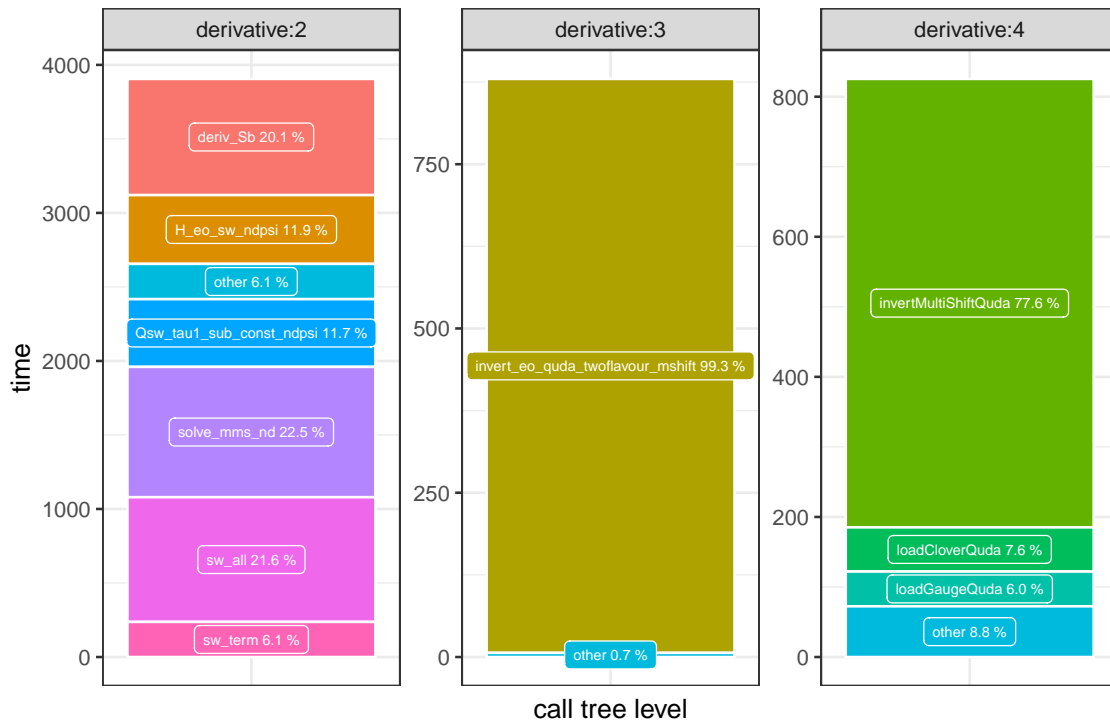 derivative:2
derivative:3
derivative:4
time
4000
3000
2000
1000
0
deriv_Sb 20.1 %
H_eo_sw_ndpsi 11.9 %
other 6.1 %
Qsw_tau1_sub_const_ndpsi 11.7 %
solve_mms_nd 22.5 %
sw_all 21.6 %
sw_term 6.1 %
750
500
250
0
invert_eo_quda_twoflavour_mshift 99.3 %
other 0.7 %
800
600
400
200
0
invertMultiShiftQuda 77.6 %
loadCloverQuda 7.6 %
loadGaugeQuda 6.0 %
other 8.8 %
call tree level